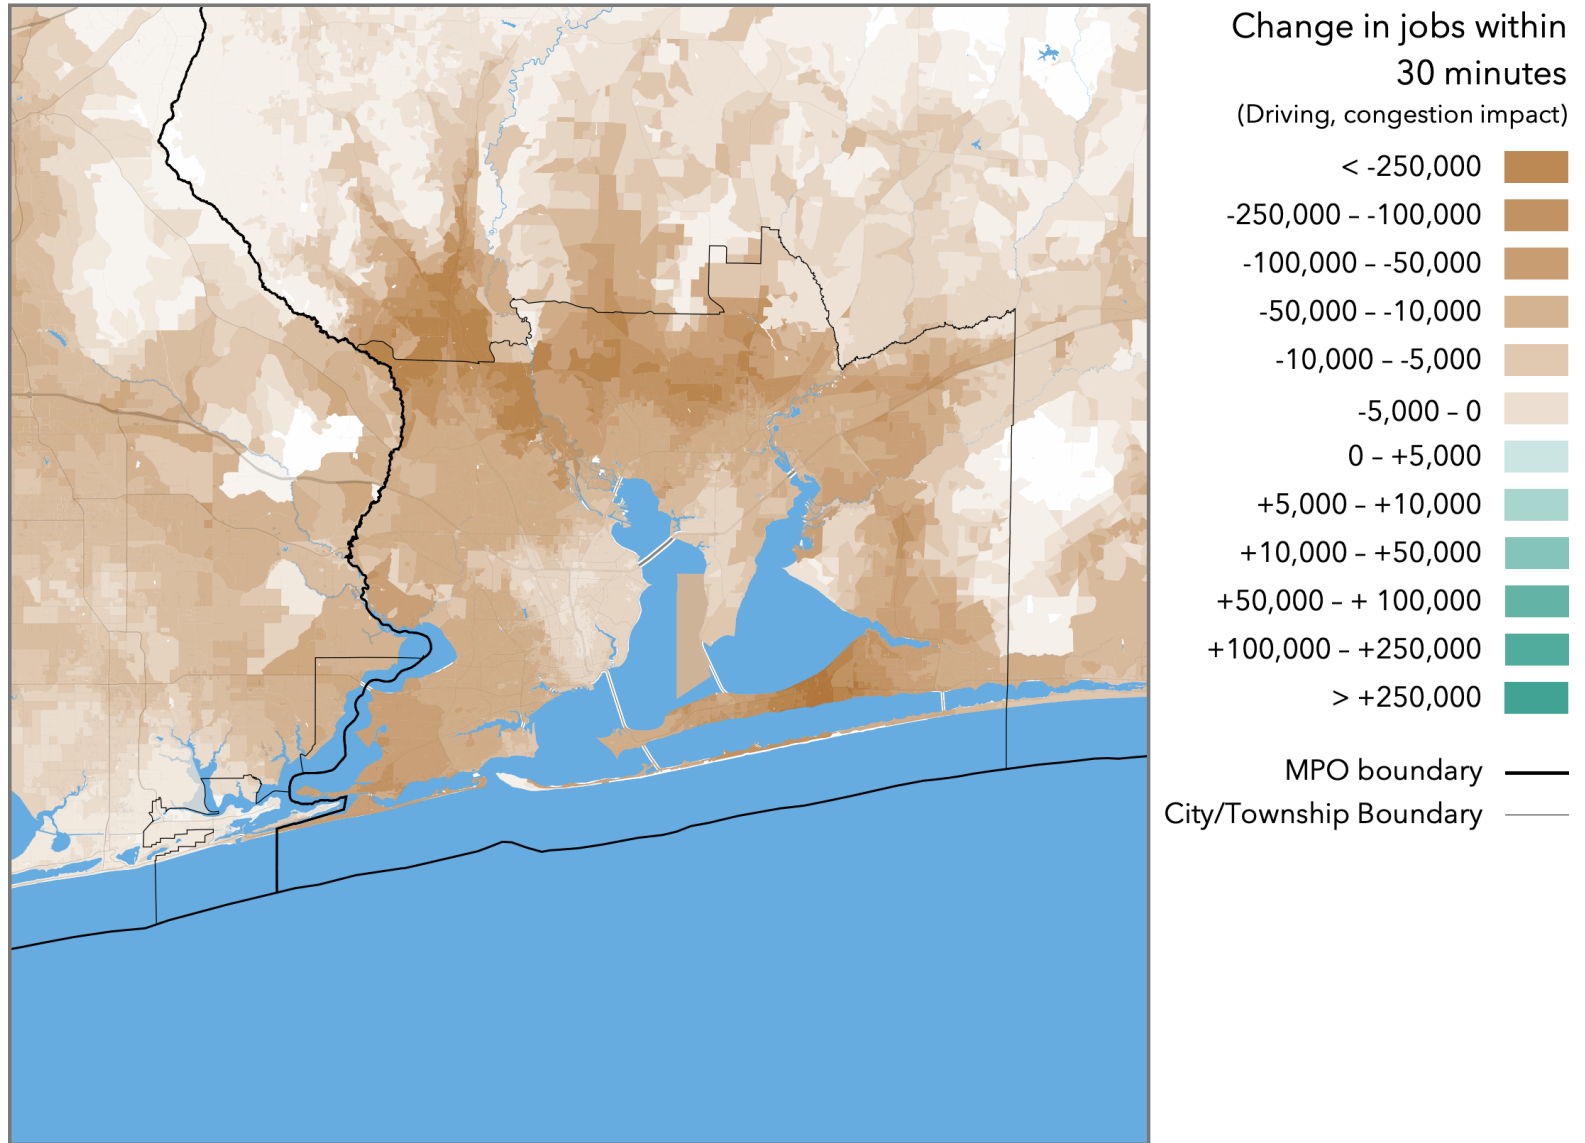 Change in jobs within
30 minutes
(Driving, congestion impact)
< -250,000
-250,000 – -100,000
-100,000 – -50,000
-50,000 – -10,000
-10,000 – -5,000
-5,000 – 0
0 – +5,000
+5,000 – +10,000
+10,000 – +50,000
+50,000 – + 100,000
+100,000 – +250,000
> +250,000
MPO boundary
City/Township Boundary